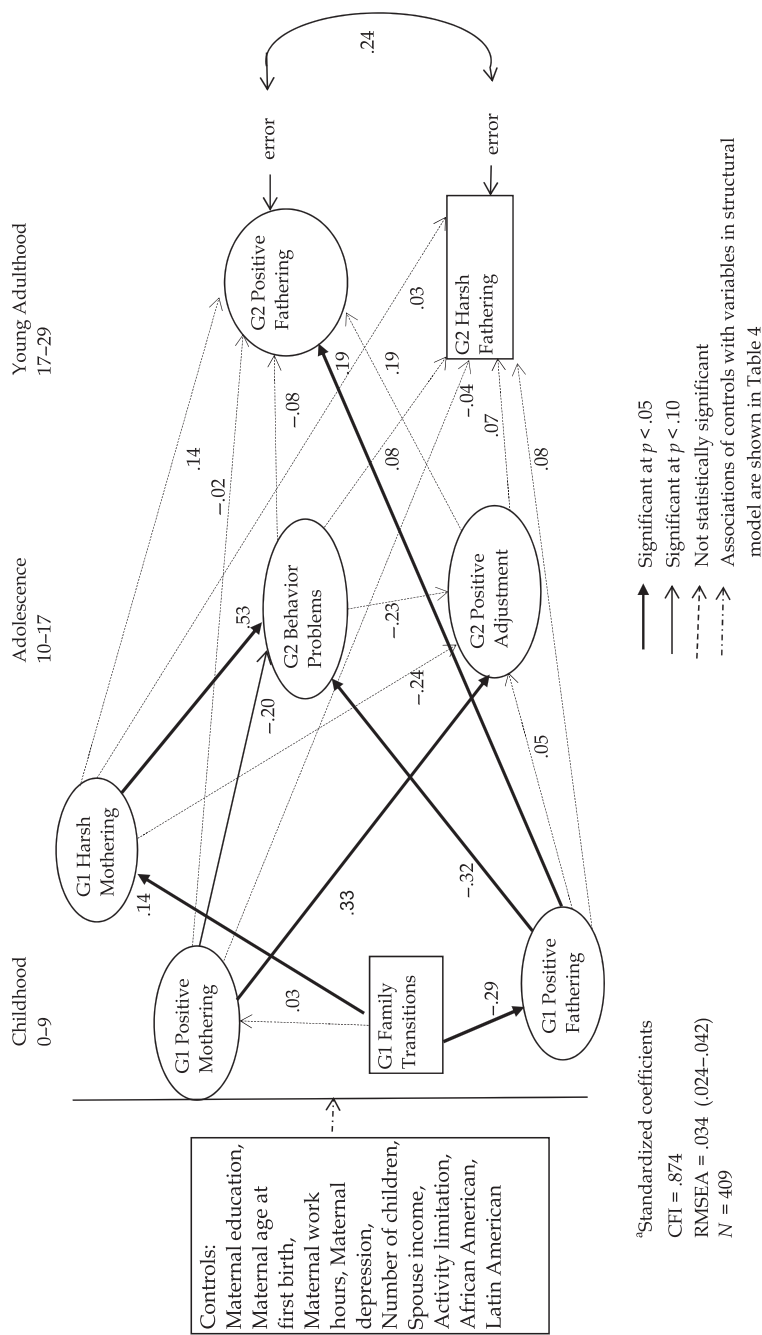 Childhood
0–9
Adolescence
10–17
Young Adulthood
17–29
Controls:
Maternal education,
Maternal age at
first birth,
Maternal work
hours, Maternal
depression,
Number of children,
Spouse income,
Activity limitation,
African American,
Latin American
G1 Positive
Mothering
G1 Harsh
Mothering
G1 Family
Transitions
G1 Positive
Fathering
G2 Behavior
Problems
G2 Positive
Adjustment
G2 Positive
Fathering
G2 Harsh
Fathering
error
error
.24
.14
.03
–.29
.53
–.20
.33
–.32
–.24
–.23
.05
.14
–.02
–.08
.19
.19
.03
.08
–.04
.07
.08
ᵃStandardized coefficients
CFI = .874
RMSEA = .034 (.024–.042)
N = 409
Significant at p < .05
Significant at p < .10
Not statistically significant
Associations of controls with variables in structural
model are shown in Table 4